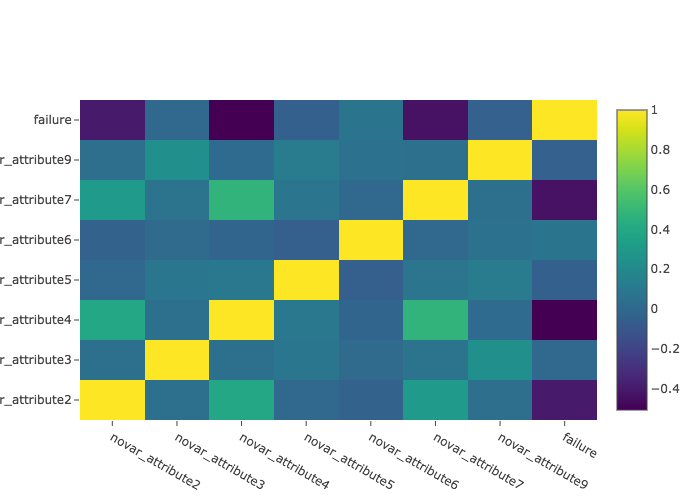 failure
r_attribute9
r_attribute7
r_attribute6
r_attribute5
r_attribute4
r_attribute3
r_attribute2
novar_attribute2
novar_attribute3
novar_attribute4
novar_attribute5
novar_attribute6
novar_attribute7
novar_attribute9
failure
1
0.8
0.6
0.4
0.2
0
−0.2
−0.4